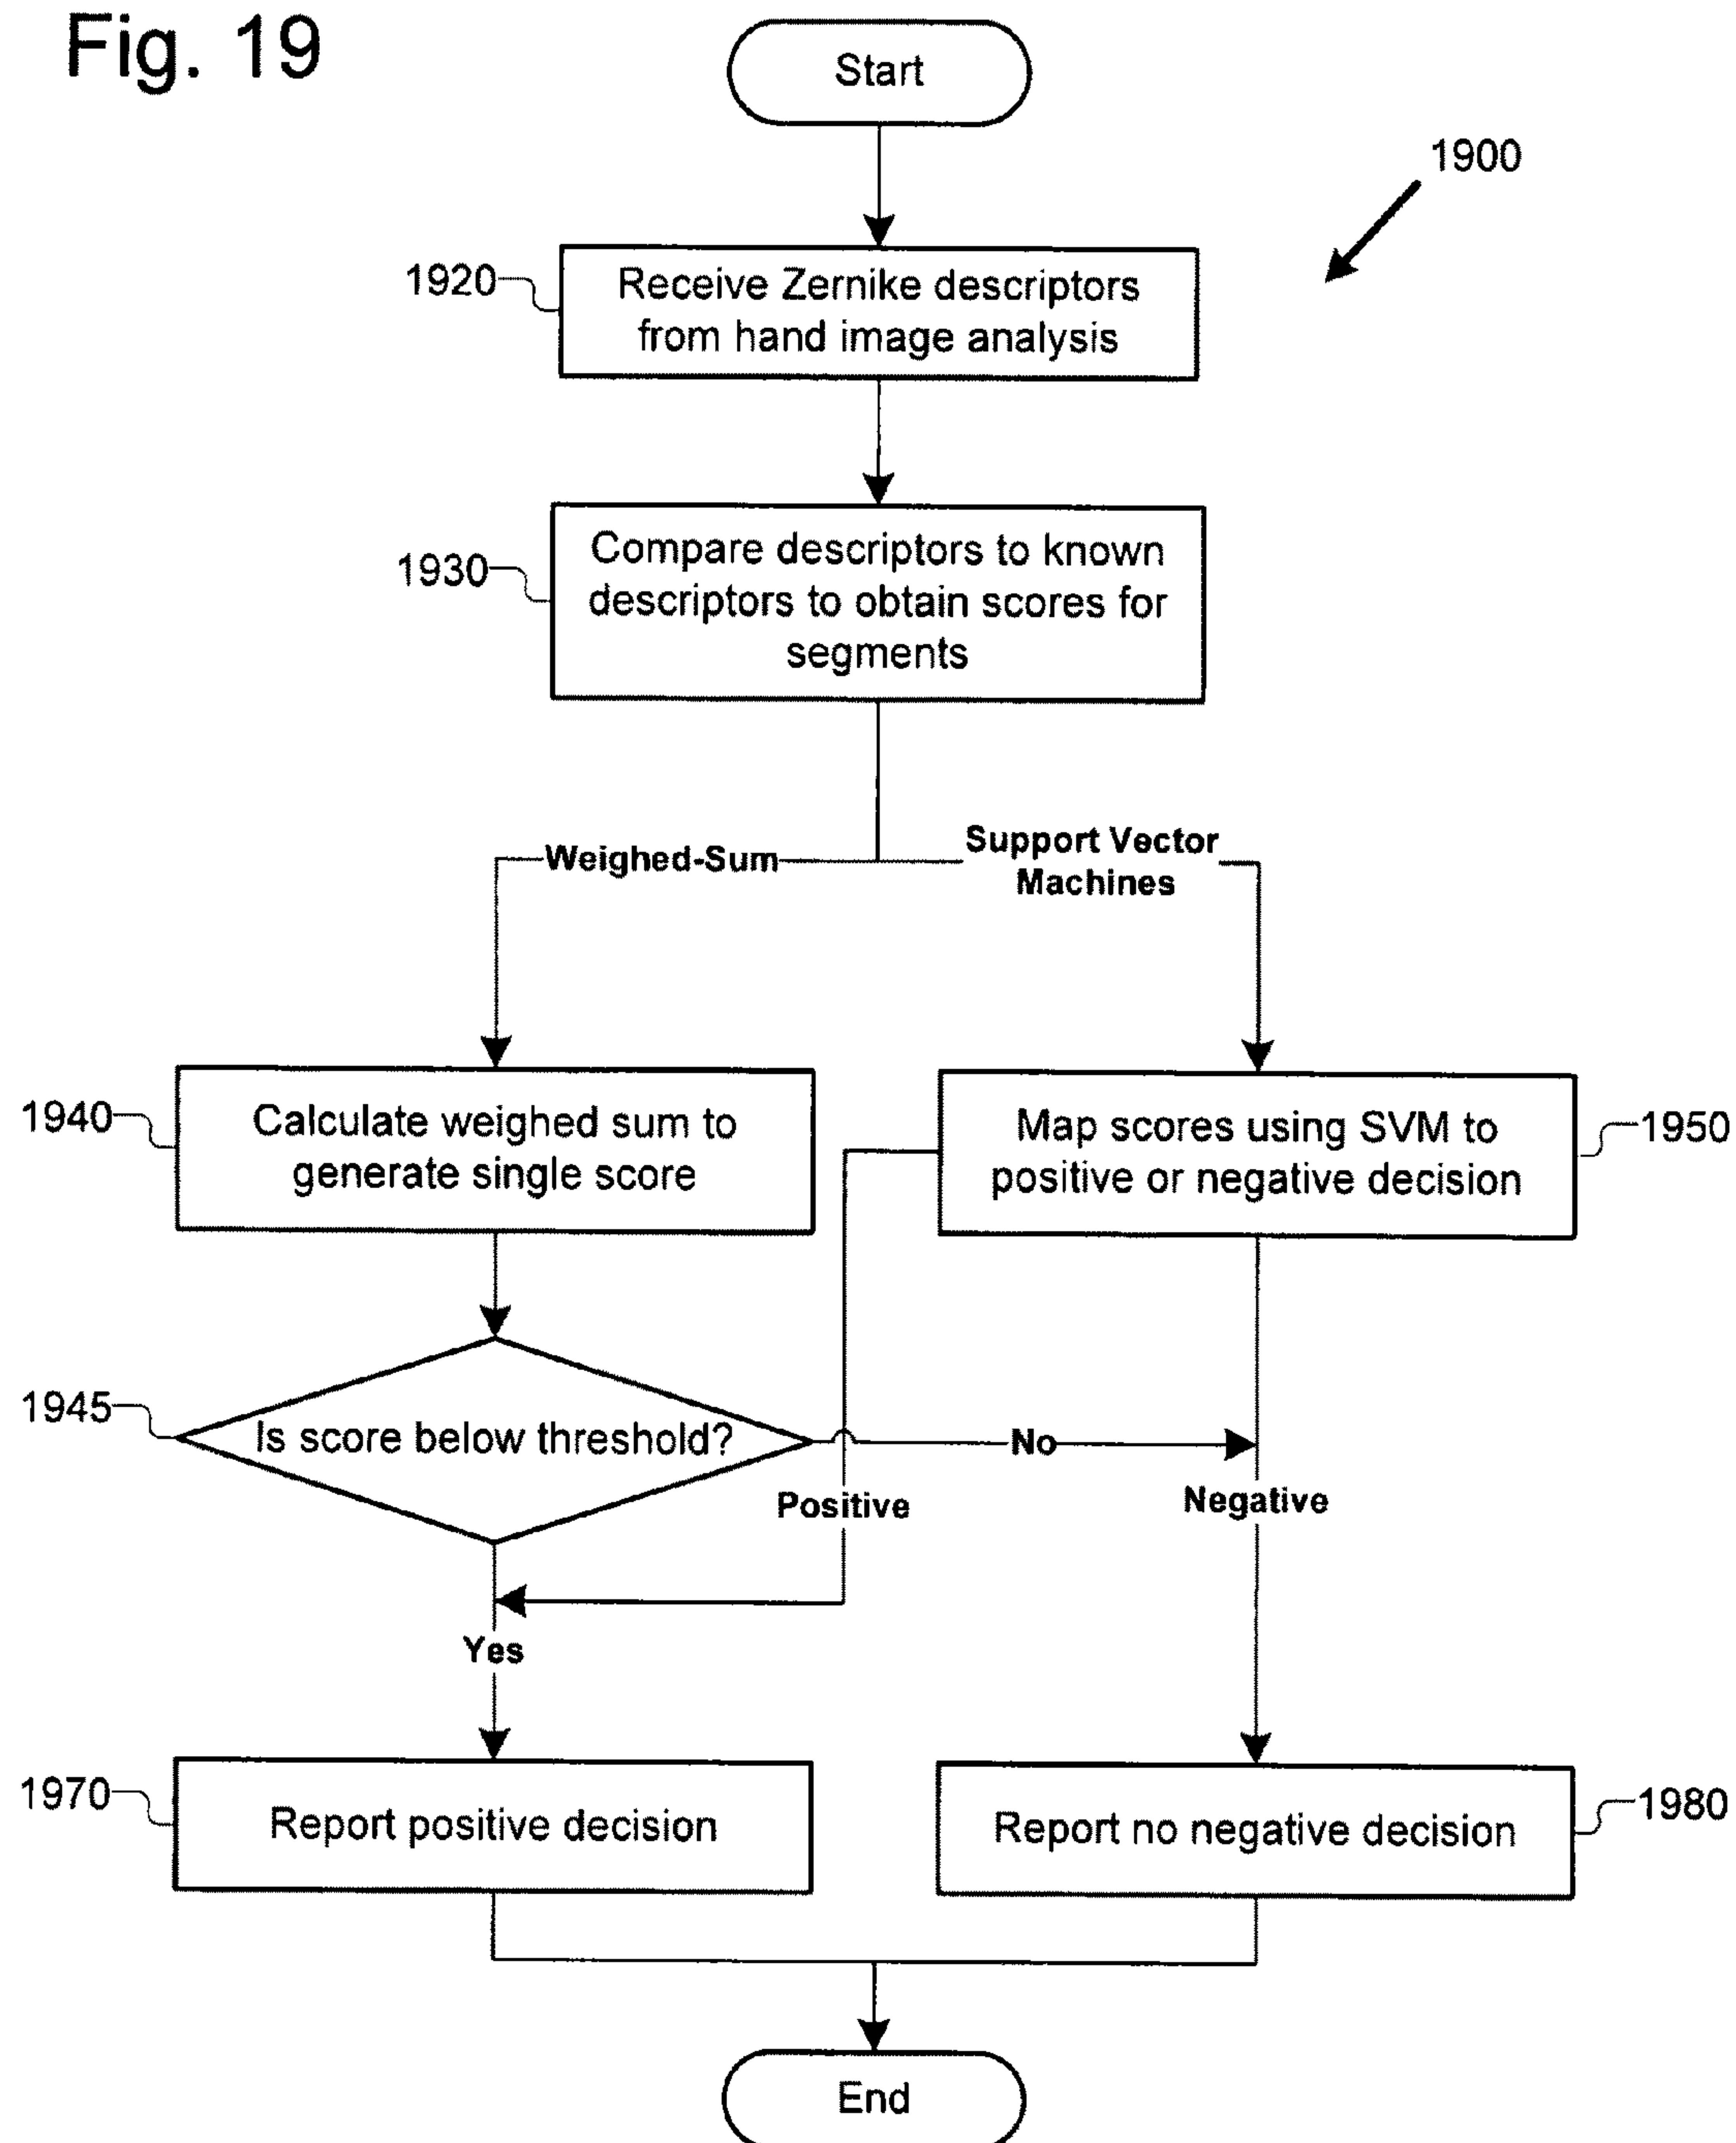 Fig. 19
Start
1900
1920
Receive Zernike descriptors
from hand image analysis
1930
Compare descriptors to known
descriptors to obtain scores for
segments
Weighed-Sum
Support Vector
Machines
1940
Calculate weighed sum to
generate single score
Map scores using SVM to
positive or negative decision
1950
1945
Is score below threshold?
No
Positive
Negative
Yes
1970
Report positive decision
Report no negative decision
1980
End